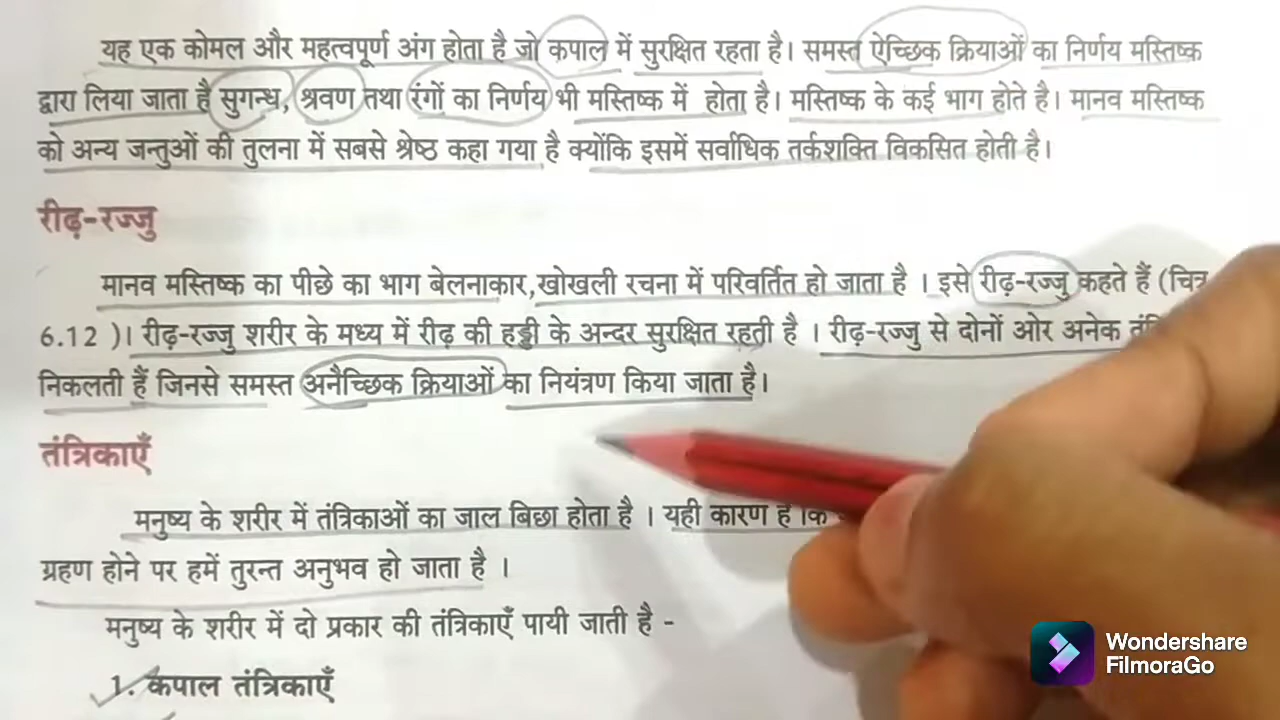 यह एक कोमल और महत्वपूर्ण अंग होता है जो कपाल में सुरक्षित रहता है। समस्त ऐच्छिक क्रियाओं का निर्णय मस्तिष्क
द्वारा लिया जाता है सुगन्ध, श्रवण तथा रंगों का निर्णय भी मस्तिष्क में होता है। मस्तिष्क के कई भाग होते है। मानव मस्तिष्क
को अन्य जन्तुओं की तुलना में सबसे श्रेष्ठ कहा गया है क्योंकि इसमें सर्वाधिक तर्कशक्ति विकसित होती है।
रीढ़-रज्जु
मानव मस्तिष्क का पीछे का भाग बेलनाकार, खोखली रचना में परिवर्तित हो जाता है । इसे रीढ़-रज्जु कहते हैं (चित्र
6.12 )। रीढ़-रज्जु शरीर के मध्य में रीढ़ की हड्डी के अन्दर सुरक्षित रहती है । रीढ़-रज्जु से दोनों ओर अनेक
निकलती हैं जिनसे समस्त अनैच्छिक क्रियाओं का नियंत्रण किया जाता है।
तंत्रिकाएँ
मनुष्य के शरीर में तंत्रिकाओं का जाल बिछा होता है । यही कारण है कि
ग्रहण होने पर हमें तुरन्त अनुभव हो जाता है ।
मनुष्य के शरीर में दो प्रकार की तंत्रिकाएँ पायी जाती है -
1. कपाल तंत्रिकाएँ
Wondershare
FilmoraGo